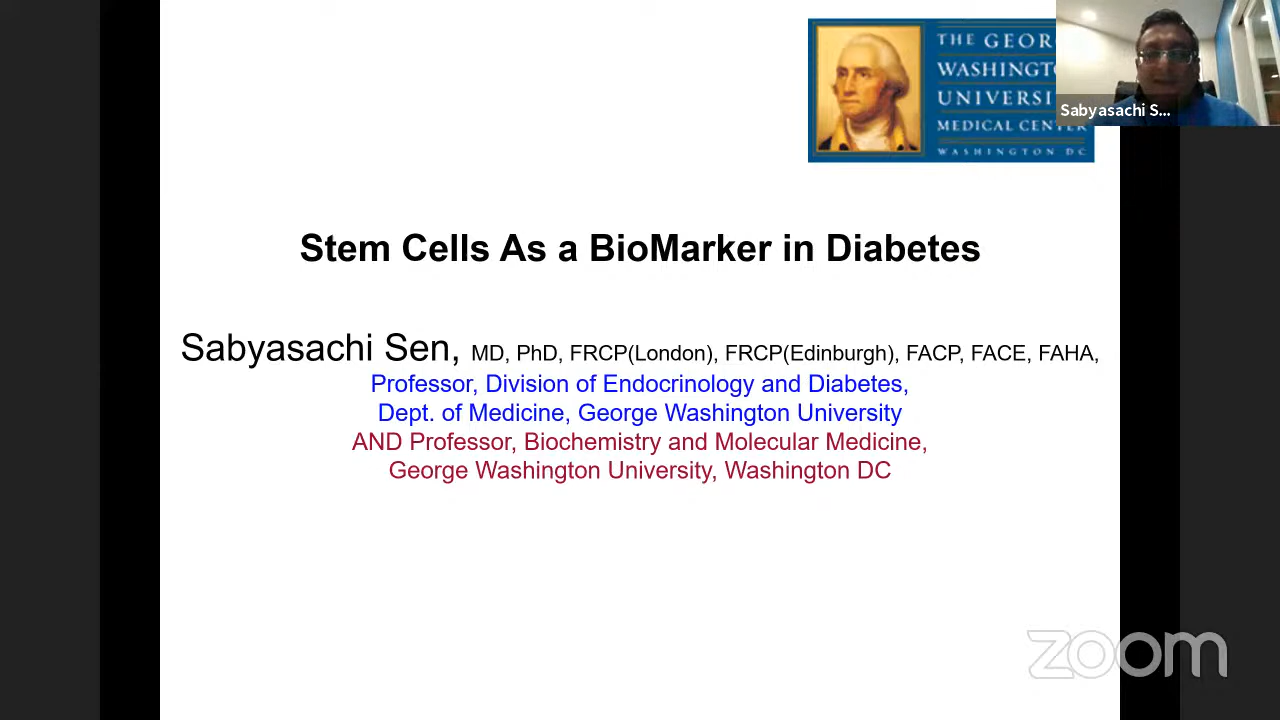 THE GEOR
WASHINGT
UNIVERSI
MEDICAL CENTER
WASHINGTON DC
Sabyasachi S...
Stem Cells As a BioMarker in Diabetes
Sabyasachi Sen, MD, PhD, FRCP(London), FRCP(Edinburgh), FACP, FACE, FAHA,
Professor, Division of Endocrinology and Diabetes,
Dept. of Medicine, George Washington University
AND Professor, Biochemistry and Molecular Medicine,
George Washington University, Washington DC
zoom